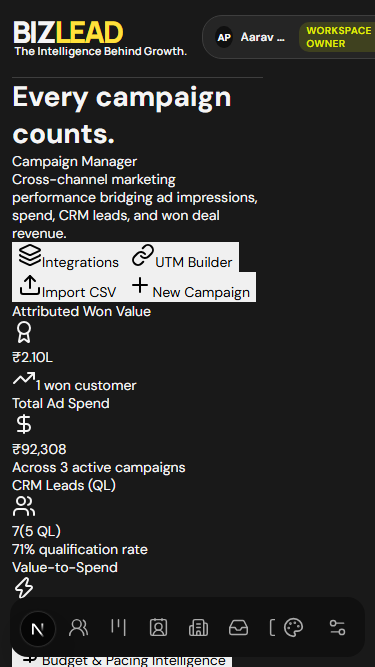 BIZLEAD
The Intelligence Behind Growth.
AP Aarav ... WORKSPACE OWNER
Every campaign
counts.
Campaign Manager
Cross-channel marketing
performance bridging ad impressions,
spend, CRM leads, and won deal
revenue.
Integrations UTM Builder
Import CSV New Campaign
Attributed Won Value
₹2.10L
1 won customer
Total Ad Spend
₹92,308
Across 3 active campaigns
CRM Leads (QL)
7(5 QL)
71% qualification rate
Value-to-Spend
N
Budget & Pacing Intelligence